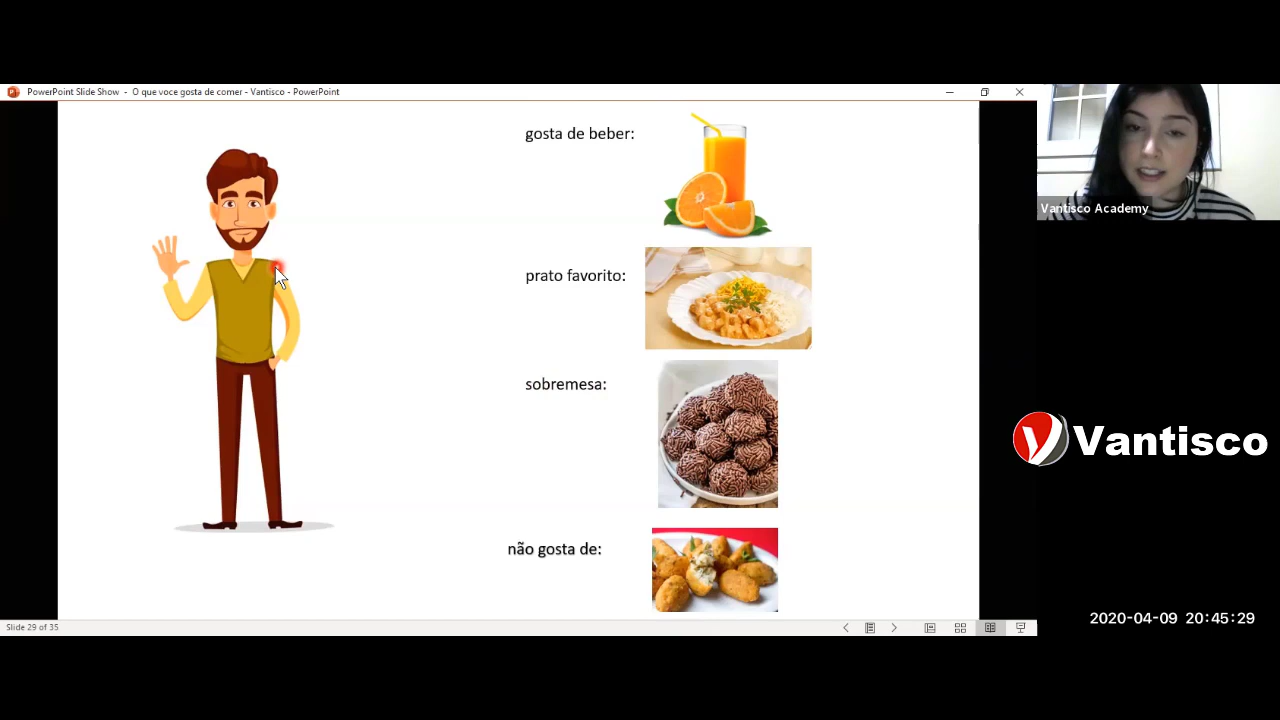 PowerPoint Slide Show - O que voce gosta de comer - Vantisco - PowerPoint
gosta de beber:
prato favorito:
sobremesa:
não gosta de:
Slide 29 of 35
Vantisco Academy
Vantisco
2020-04-09 20:45:29